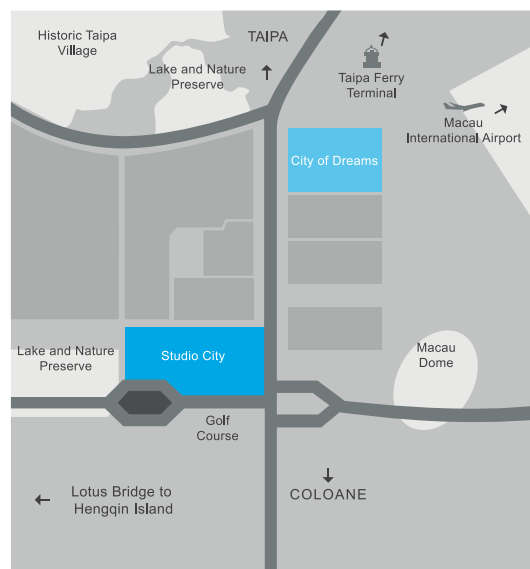 Historic Taipa
Village
TAIPA
Lake and Nature
Preserve
Taipa Ferry
Terminal
Macau
International Airport
City of Dreams
Lake and Nature
Preserve
Studio City
Macau
Dome
Golf
Course
Lotus Bridge to
Hengqin Island
COLOANE